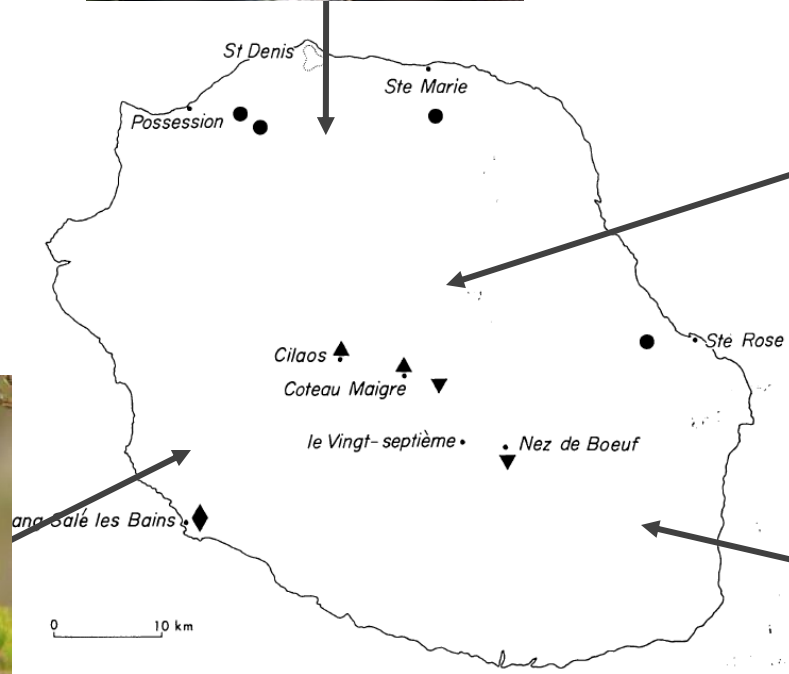 St Denis
Ste Marie
Possession
Ste Rose
Cilaos
Coteau Maigre
le Vingt-septième
Nez de Boeuf
ang Salé les Bains
0 10 km